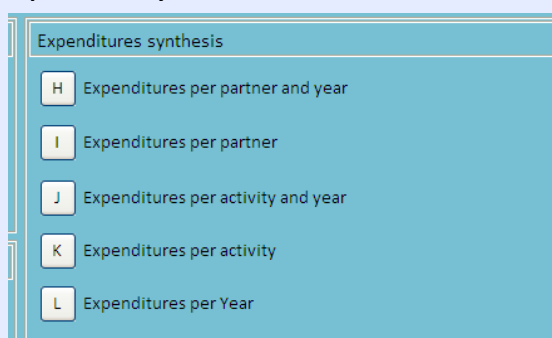 Expenditures synthesis
H Expenditures per partner and year
I Expenditures per partner
J Expenditures per activity and year
K Expenditures per activity
L Expenditures per Year